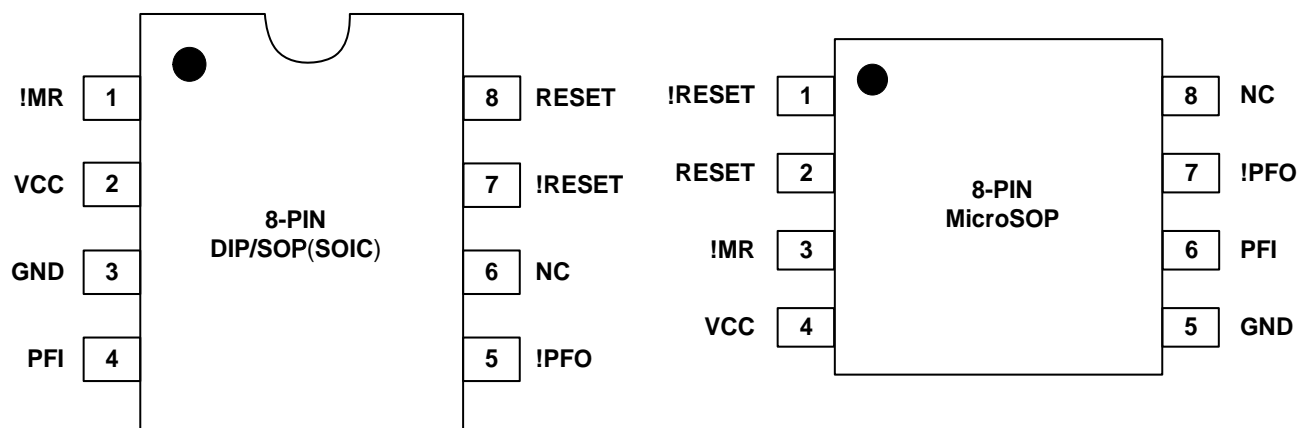 !MR 1
VCC 2
GND 3
PFI 4
8-PIN
DIP/SOP(SOIC)
8 RESET
7 !RESET
6 NC
5 !PFO
!RESET 1
RESET 2
!MR 3
VCC 4
8-PIN
MicroSOP
8 NC
7 !PFO
6 PFI
5 GND